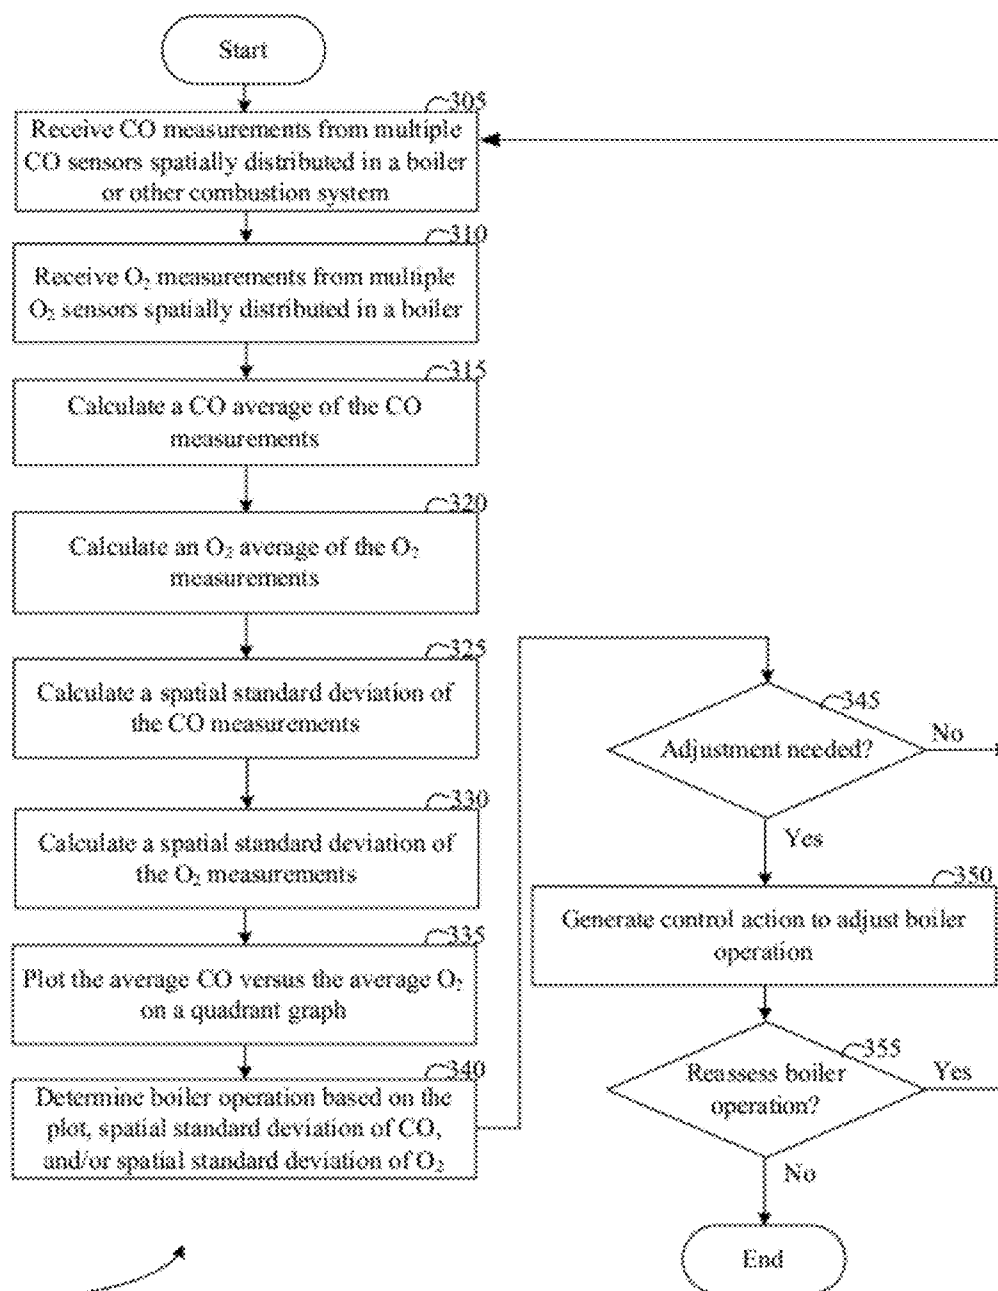 Start
305
Receive CO measurements from multiple
CO sensors spatially distributed in a boiler
or other combustion system
310
Receive O₂ measurements from multiple
O₂ sensors spatially distributed in a boiler
315
Calculate a CO average of the CO
measurements
320
Calculate an O₂ average of the O₂
measurements
325
Calculate a spatial standard deviation of
the CO measurements
330
Calculate a spatial standard deviation of
the O₂ measurements
335
Plot the average CO versus the average O₂
on a quadrant graph
340
Determine boiler operation based on the
plot, spatial standard deviation of CO,
and/or spatial standard deviation of O₂
345
Adjustment needed?
No
Yes
350
Generate control action to adjust boiler
operation
355
Reassess boiler
operation?
Yes
No
End